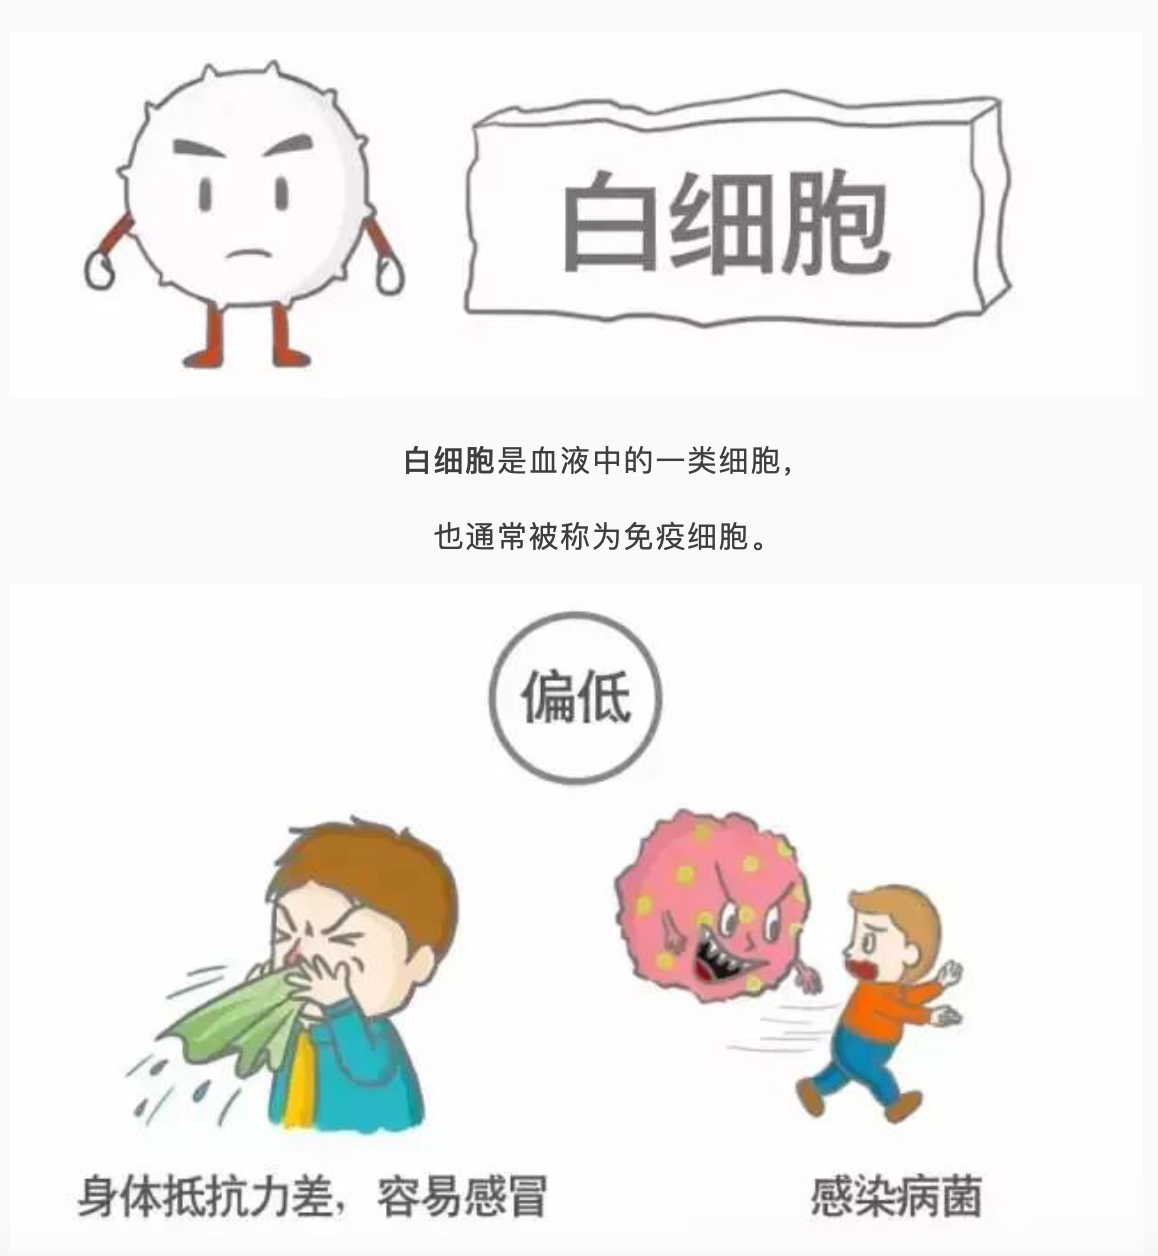 白细胞
白细胞是血液中的一类细胞，
也通常被称为免疫细胞。
偏低
身体抵抗力差，容易感冒
感染病菌